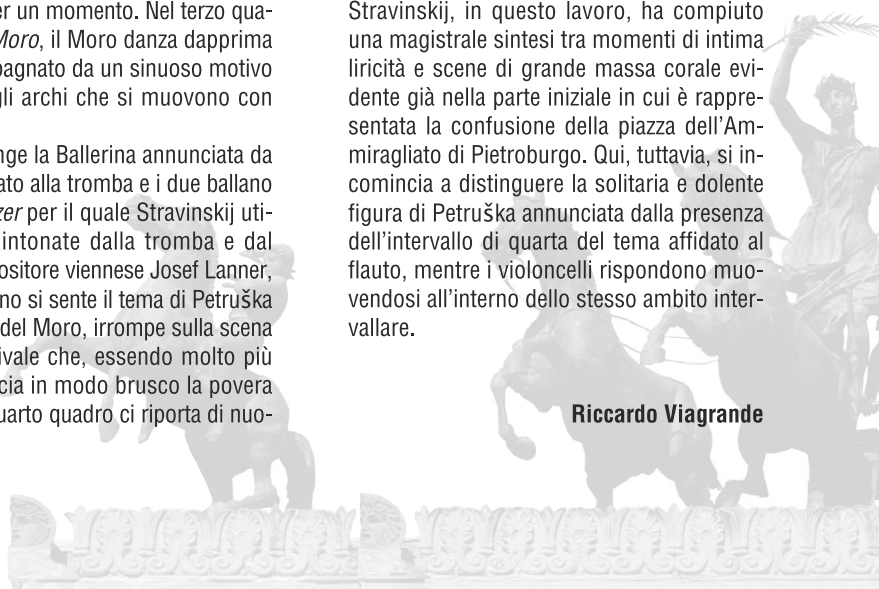 er un momento. Nel terzo qua-
Moro, il Moro danza dapprima
pagnato da un sinuoso motivo
gli archi che si muovono con
nge la Ballerina annunciata da
ato alla tromba e i due ballano
zer per il quale Stravinskij uti-
intonate dalla tromba e dal
ositore viennese Josef Lanner,
no si sente il tema di Petruška
del Moro, irrompe sulla scena
ivale che, essendo molto più
cia in modo brusco la povera
uarto quadro ci riporta di nuo-
Stravinskij, in questo lavoro, ha compiuto
una magistrale sintesi tra momenti di intima
liricità e scene di grande massa corale evi-
dente già nella parte iniziale in cui è rappre-
sentata la confusione della piazza dell'Am-
miragliato di Pietroburgo. Qui, tuttavia, si in-
comincia a distinguere la solitaria e dolente
figura di Petruška annunciata dalla presenza
dell'intervallo di quarta del tema affidato al
flauto, mentre i violoncelli rispondono muo-
vendosi all'interno dello stesso ambito inter-
vallare.
Riccardo Viagrande